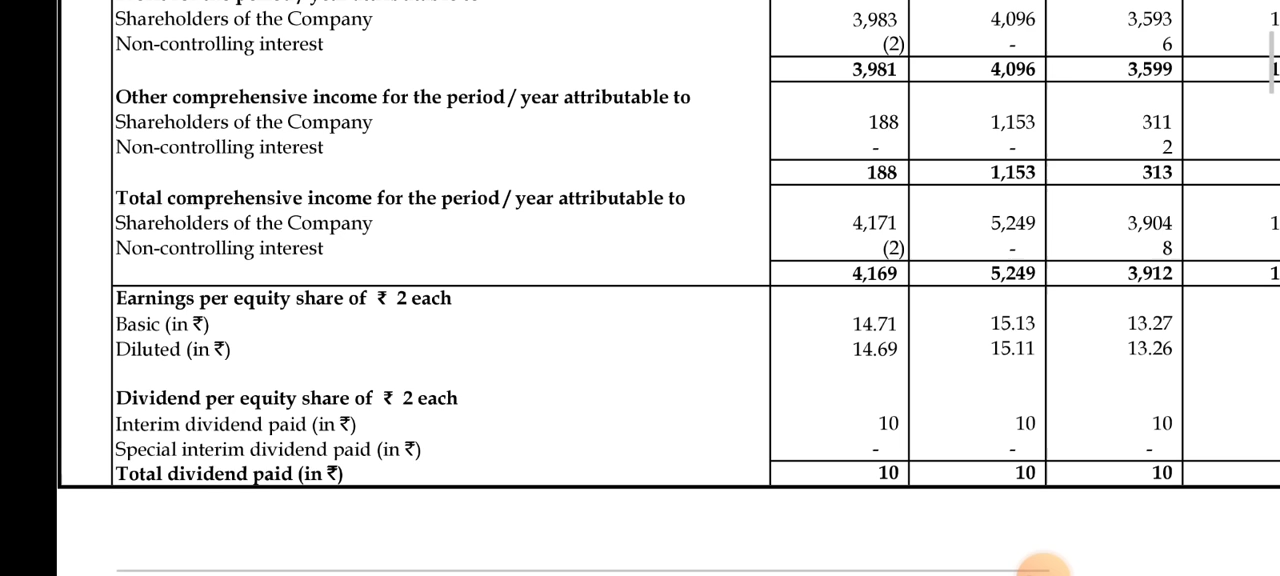 Shareholders of the Company 3,983 4,096 3,593 1
Non-controlling interest (2) - 6
3,981 4,096 3,599 1
Other comprehensive income for the period / year attributable to
Shareholders of the Company 188 1,153 311
Non-controlling interest - - 2
188 1,153 313
Total comprehensive income for the period / year attributable to
Shareholders of the Company 4,171 5,249 3,904 1
Non-controlling interest (2) - 8
4,169 5,249 3,912 1
Earnings per equity share of ₹ 2 each
Basic (in ₹) 14.71 15.13 13.27
Diluted (in ₹) 14.69 15.11 13.26
Dividend per equity share of ₹ 2 each
Interim dividend paid (in ₹) 10 10 10
Special interim dividend paid (in ₹) - - -
Total dividend paid (in ₹) 10 10 10